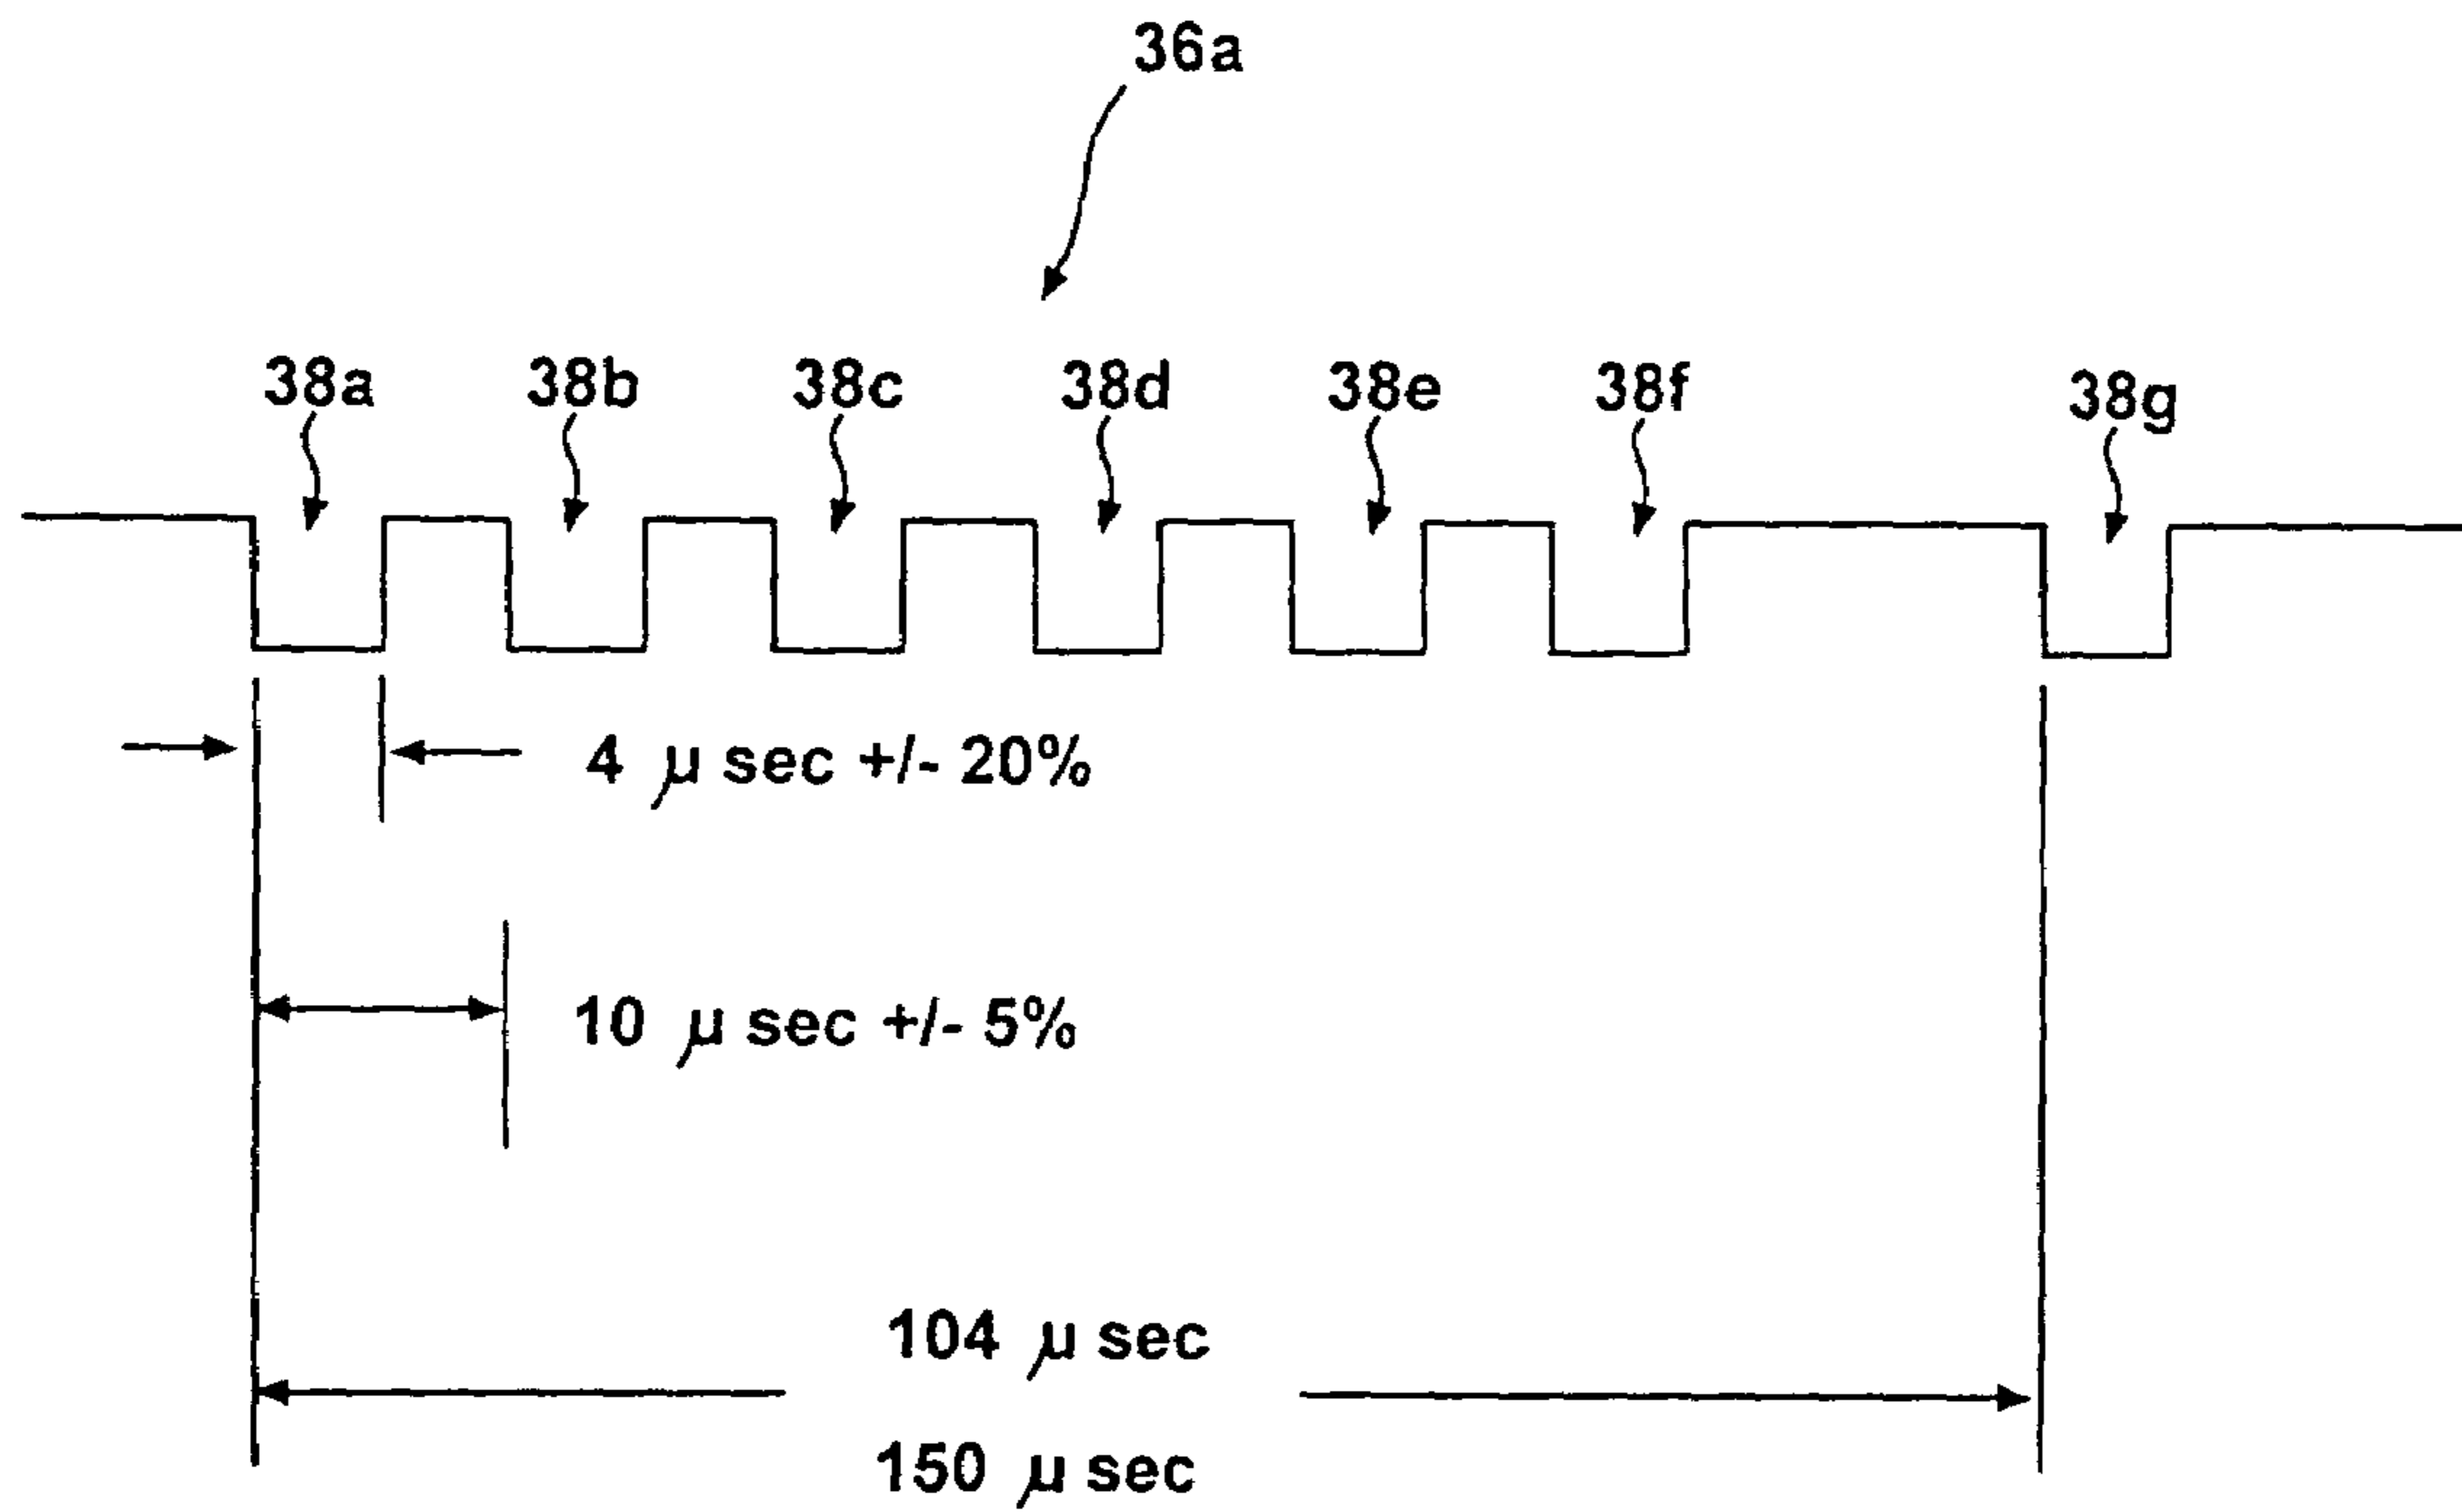 36a
38a 38b 38c 38d 38e 38f 38g
4 μ sec +/- 20%
10 μ sec +/- 5%
104 μ sec
150 μ sec